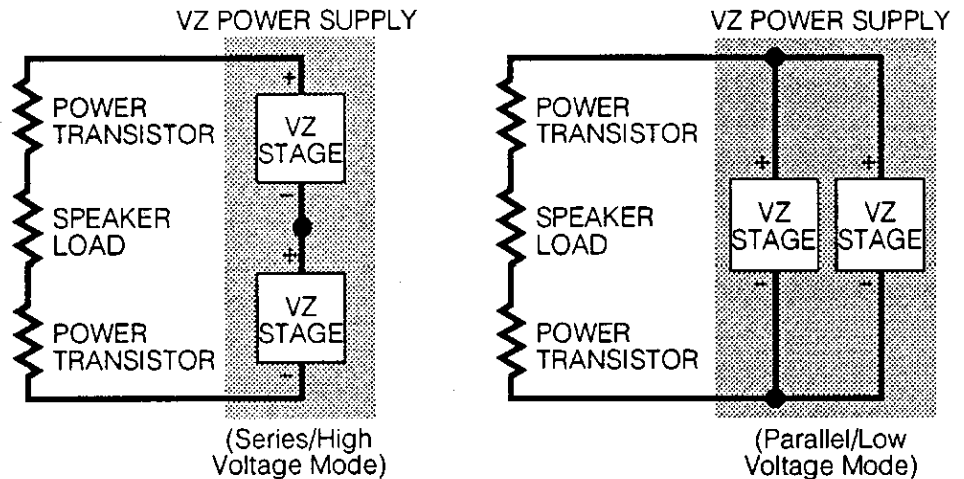 VZ POWER SUPPLY
+
POWER
TRANSISTOR
VZ
STAGE
-
SPEAKER
LOAD
+
POWER
TRANSISTOR
VZ
STAGE
-
(Series/High
Voltage Mode)
VZ POWER SUPPLY
POWER
TRANSISTOR
+
+
SPEAKER
LOAD
VZ
STAGE
VZ
STAGE
-
-
POWER
TRANSISTOR
(Parallel/Low
Voltage Mode)